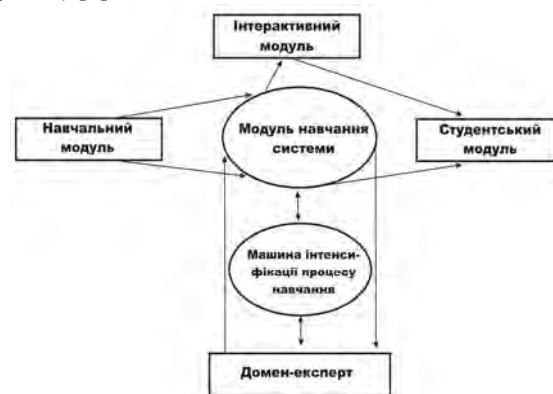 Інтерактивний
модуль
Навчальний
модуль
Модуль навчання
системи
Студентський
модуль
Машина інтенси-
фікації процесу
навчання
Домен-експерт